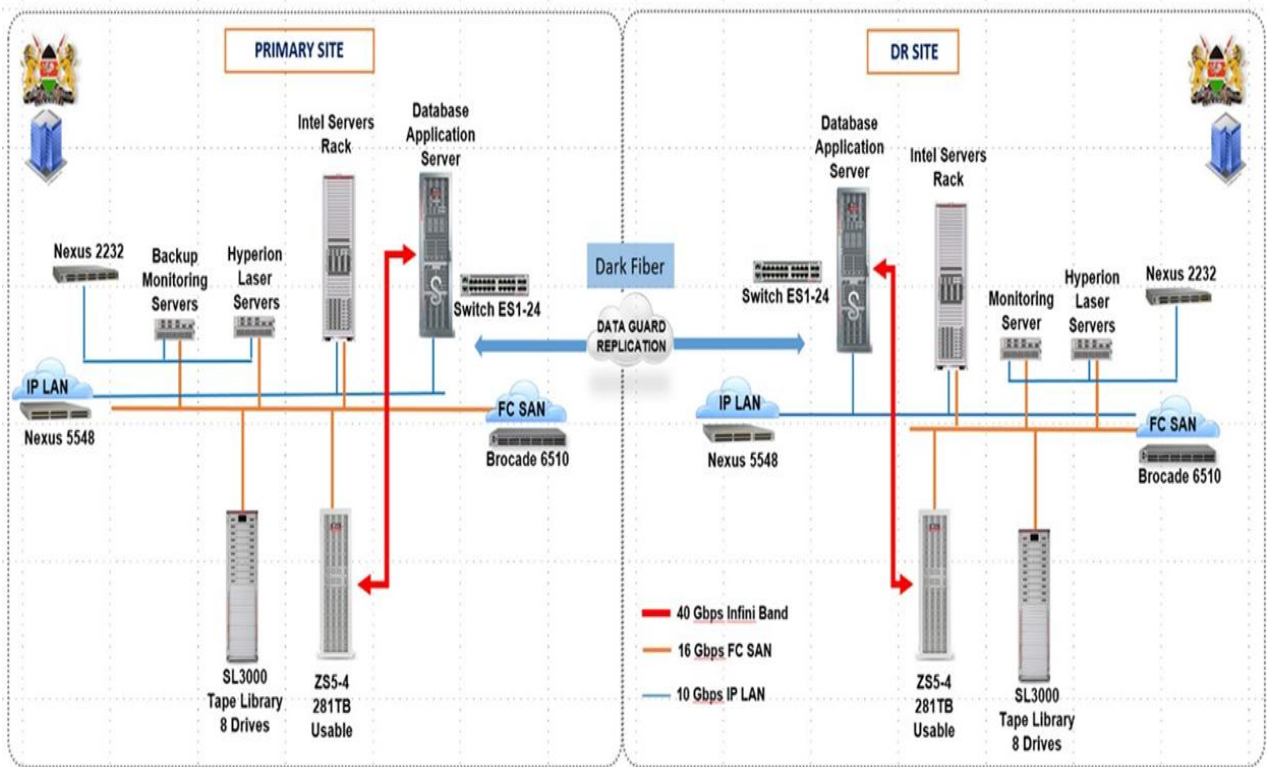 PRIMARY SITE
Intel Servers
Rack
Database
Application
Server
Nexus 2232
Backup
Monitoring
Servers
Hyperion
Laser
Servers
Switch ES1-24
IP LAN
Nexus 5548
FC SAN
Brocade 6510
SL3000
Tape Library
8 Drives
ZS5-4
281TB
Usable
Dark Fiber
DATA GUARD
REPLICATION
DR SITE
Database
Application
Server
Intel Servers
Rack
Switch ES1-24
Monitoring
Server
Hyperion
Laser
Servers
Nexus 2232
IP LAN
Nexus 5548
FC SAN
Brocade 6510
40 Gbps Infini Band
16 Gbps FC SAN
10 Gbps IP LAN
ZS5-4
281TB
Usable
SL3000
Tape Library
8 Drives